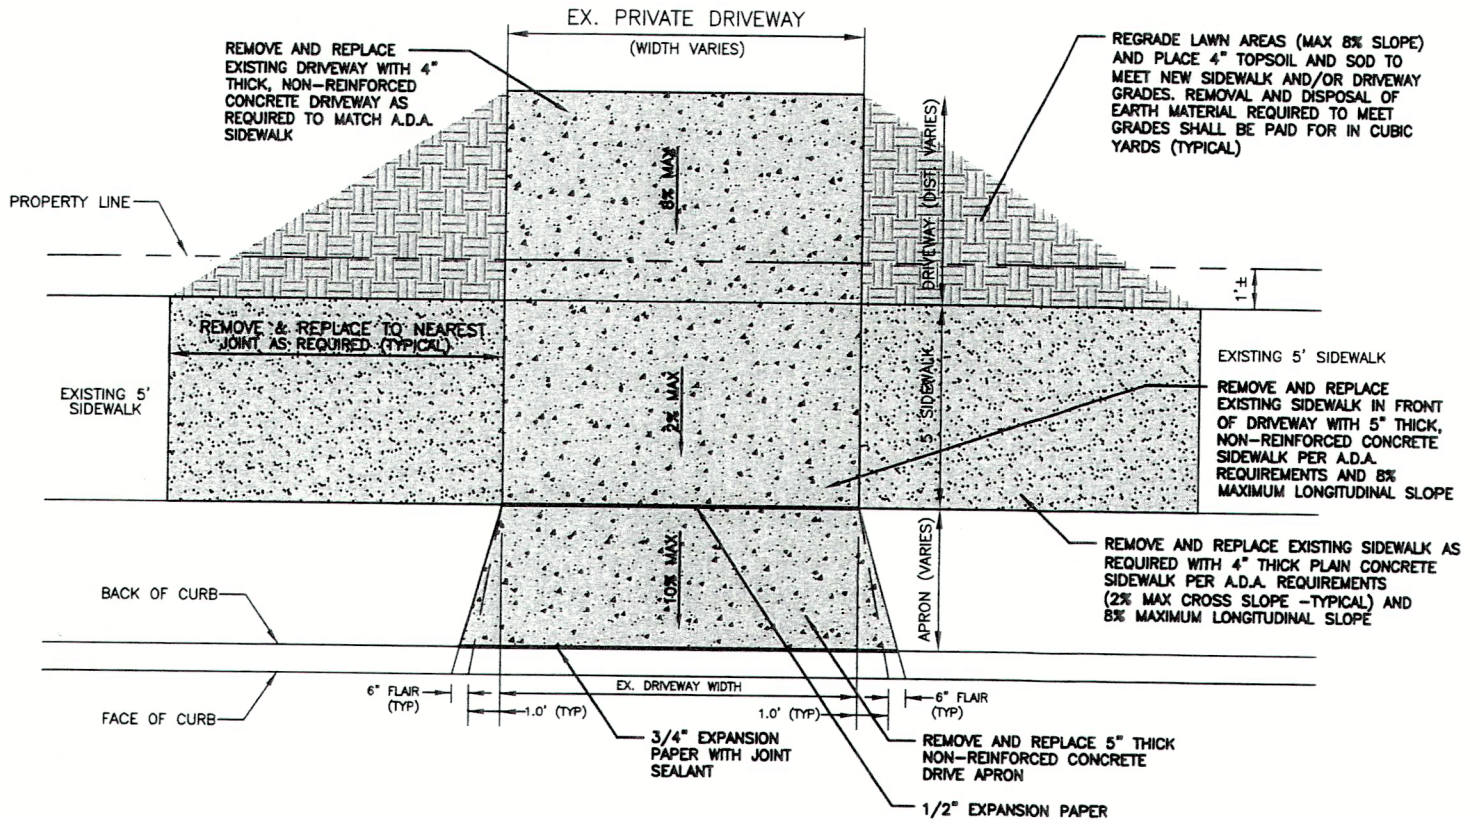 EX. PRIVATE DRIVEWAY
(WIDTH VARIES)
REMOVE AND REPLACE
EXISTING DRIVEWAY WITH 4"
THICK, NON-REINFORCED
CONCRETE DRIVEWAY AS
REQUIRED TO MATCH A.D.A.
SIDEWALK
REGRADE LAWN AREAS (MAX 8% SLOPE)
AND PLACE 4" TOPSOIL AND SOD TO
MEET NEW SIDEWALK AND/OR DRIVEWAY
GRADES. REMOVAL AND DISPOSAL OF
EARTH MATERIAL REQUIRED TO MEET
GRADES SHALL BE PAID FOR IN CUBIC
YARDS (TYPICAL)
8% MAX
DRIVEWAY (DIST. VARIES)
PROPERTY LINE
1'±
REMOVE & REPLACE TO NEAREST
JOINT AS REQUIRED (TYPICAL)
EXISTING 5'
SIDEWALK
2% MAX
5' SIDEWALK
EXISTING 5' SIDEWALK
REMOVE AND REPLACE
EXISTING SIDEWALK IN FRONT
OF DRIVEWAY WITH 5" THICK,
NON-REINFORCED CONCRETE
SIDEWALK PER A.D.A.
REQUIREMENTS AND 8%
MAXIMUM LONGITUDINAL SLOPE
10% MAX
APRON (VARIES)
REMOVE AND REPLACE EXISTING SIDEWALK AS
REQUIRED WITH 4" THICK PLAIN CONCRETE
SIDEWALK PER A.D.A. REQUIREMENTS
(2% MAX CROSS SLOPE -TYPICAL) AND
8% MAXIMUM LONGITUDINAL SLOPE
BACK OF CURB
FACE OF CURB
6" FLAIR
(TYP)
1.0' (TYP)
EX. DRIVEWAY WIDTH
1.0' (TYP)
6" FLAIR
(TYP)
3/4" EXPANSION
PAPER WITH JOINT
SEALANT
REMOVE AND REPLACE 5" THICK
NON-REINFORCED CONCRETE
DRIVE APRON
1/2" EXPANSION PAPER